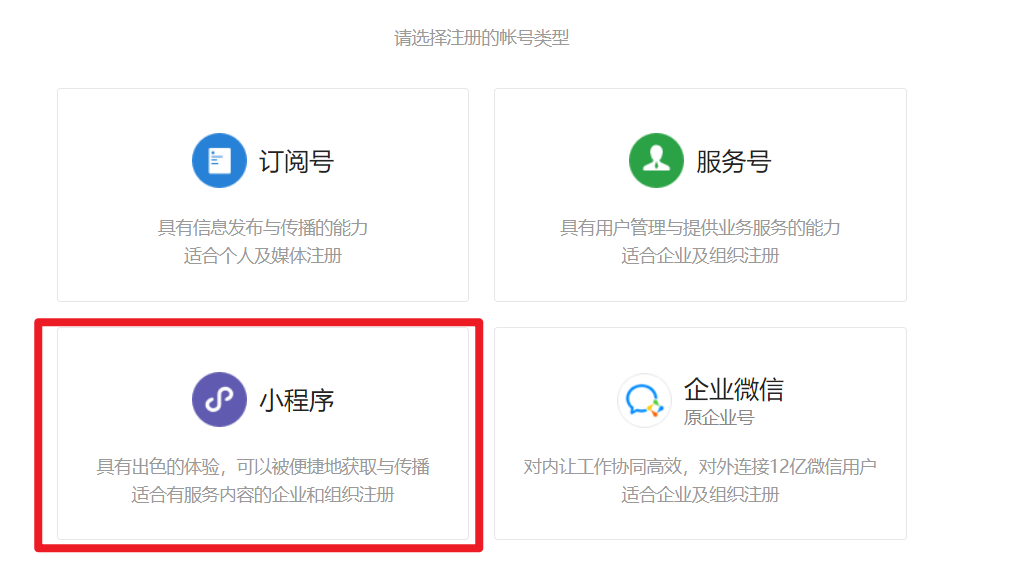 请选择注册的帐号类型
订阅号
具有信息发布与传播的能力
适合个人及媒体注册
服务号
具有用户管理与提供业务服务的能力
适合企业及组织注册
小程序
具有出色的体验，可以被便捷地获取与传播
适合有服务内容的企业和组织注册
企业微信
原企业号
对内让工作协同高效，对外连接12亿微信用户
适合企业及组织注册